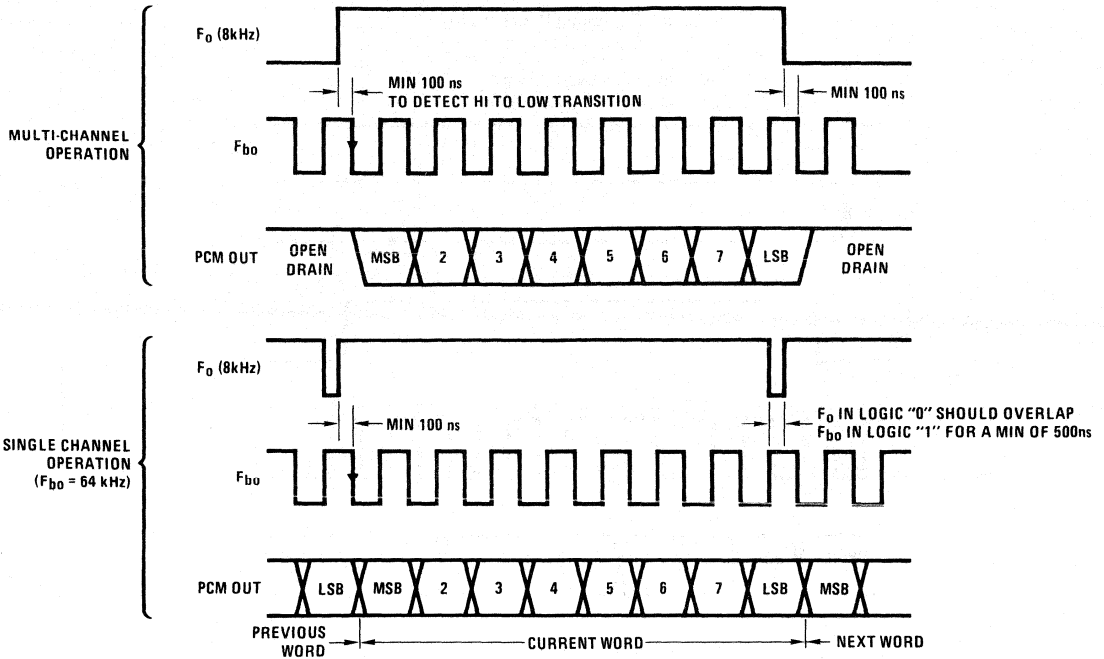 F₀ (8kHz)
MIN 100 ns
TO DETECT HI TO LOW TRANSITION
MIN 100 ns
MULTI-CHANNEL
OPERATION
Fbo
PCM OUT
OPEN
DRAIN
MSB 2 3 4 5 6 7 LSB
OPEN
DRAIN
F₀ (8kHz)
MIN 100 ns
F₀ IN LOGIC "0" SHOULD OVERLAP
Fbo IN LOGIC "1" FOR A MIN OF 500ns
SINGLE CHANNEL
OPERATION
(Fbo = 64 kHz)
Fbo
PCM OUT
LSB MSB 2 3 4 5 6 7 LSB MSB
PREVIOUS
WORD
CURRENT WORD
NEXT WORD